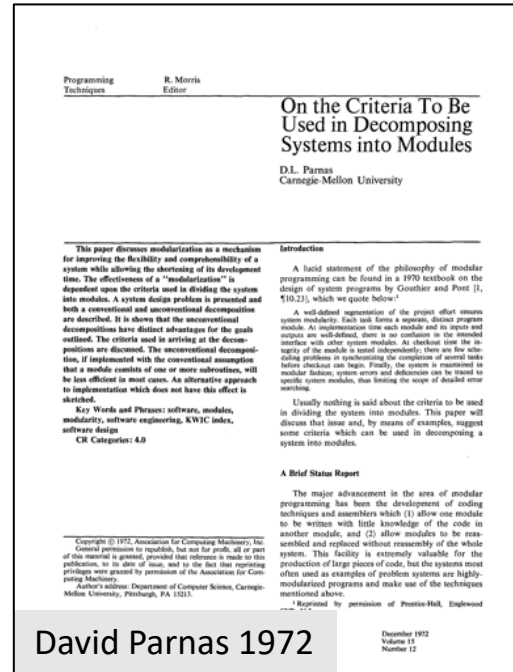 Programming
Techniques
R. Morris
Editor
On the Criteria To Be
Used in Decomposing
Systems into Modules
D.L. Parnas
Carnegie-Mellon University
This paper discusses modularization as a mechanism
for improving the flexibility and comprehensibility of a
system while allowing the shortening of its development
time. The effectiveness of a "modularization" is
dependent upon the criteria used in dividing the system
into modules. A system design problem is presented and
both a conventional and unconventional decomposition
are described. It is shown that the unconventional
decompositions have distinct advantages for the goals
outlined. The criteria used in arriving at the decom-
positions are discussed. The unconventional decomposi-
tion, if implemented with the conventional assumption
that a module consists of one or more subroutines, will
be less efficient in most cases. An alternative approach
to implementation which does not have this effect is
sketched.
Key Words and Phrases: software, modules,
modularity, software engineering, KWIC index,
software design
CR Categories: 4.0
Copyright © 1972, Association for Computing Machinery, Inc.
General permission to republish, but not for profit, all or part
of this material is granted, provided that reference is made to this
publication, to its date of issue, and to the fact that reprinting
privileges were granted by permission of the Association for Com-
puting Machinery.
Author's address: Department of Computer Science, Carnegie-
Mellon University, Pittsburgh, PA 15213.
Introduction
A lucid statement of the philosophy of modular
programming can be found in a 1970 textbook on the
design of system programs by Gouthier and Pont [1,
¶10.23], which we quote below:¹
A well-defined segmentation of the project effort ensures
system modularity. Each task forms a separate, distinct program
module. At implementation time each module and its inputs and
outputs are well-defined, there is no confusion in the intended
interface with other system modules. At checkout time the in-
tegrity of the module is tested independently; there are few sche-
duling problems in synchronizing the completion of several tasks
before checkout can begin. Finally, the system is maintained in
modular fashion; system errors and deficiencies can be traced to
specific system modules, thus limiting the scope of detailed error
searching.
Usually nothing is said about the criteria to be used
in dividing the system into modules. This paper will
discuss that issue and, by means of examples, suggest
some criteria which can be used in decomposing a
system into modules.
A Brief Status Report
The major advancement in the area of modular
programming has been the development of coding
techniques and assemblers which (1) allow one module
to be written with little knowledge of the code in
another module, and (2) allow modules to be reas-
sembled and replaced without reassembly of the whole
system. This facility is extremely valuable for the
production of large pieces of code, but the systems most
often used as examples of problem systems are highly-
modularized programs and make use of the techniques
mentioned above.
¹ Reprinted by permission of Prentice-Hall, Englewood
December 1972
Volume 15
Number 12
David Parnas 1972